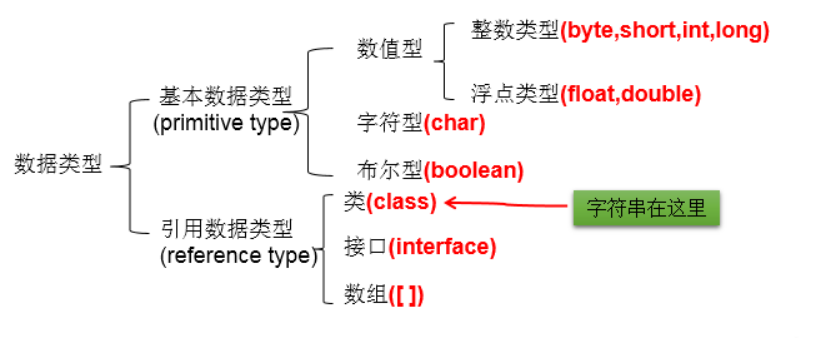 整数类型(byte,short,int,long)
数值型
浮点类型(float,double)
基本数据类型
(primitive type)
字符型(char)
数据类型
布尔型(boolean)
类(class)
字符串在这里
引用数据类型
(reference type)
接口(interface)
数组([ ])